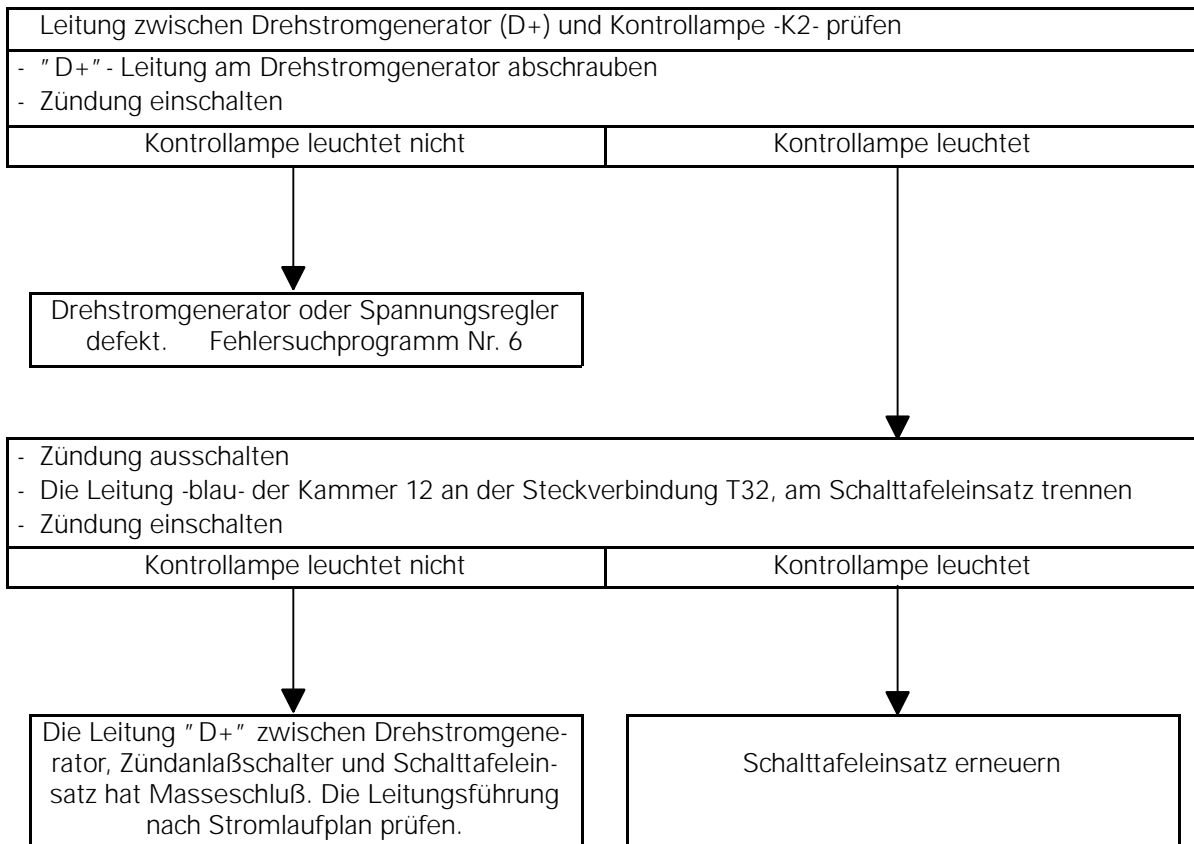 Leitung zwischen Drehstromgenerator (D+) und Kontrollampe -K2- prüfen
- "D+" - Leitung am Drehstromgenerator abschrauben
- Zündung einschalten
Kontrollampe leuchtet nicht
Kontrollampe leuchtet
Drehstromgenerator oder Spannungsregler
defekt. Fehlersuchprogramm Nr. 6
- Zündung ausschalten
- Die Leitung -blau- der Kammer 12 an der Steckverbindung T32, am Schalttafeleinsatz trennen
- Zündung einschalten
Kontrollampe leuchtet nicht
Kontrollampe leuchtet
Die Leitung "D+" zwischen Drehstromgene-
rator, Zündanlaßschalter und Schalttafelein-
satz hat Masseschluß. Die Leitungsführung
nach Stromlaufplan prüfen.
Schalttafeleinsatz erneuern